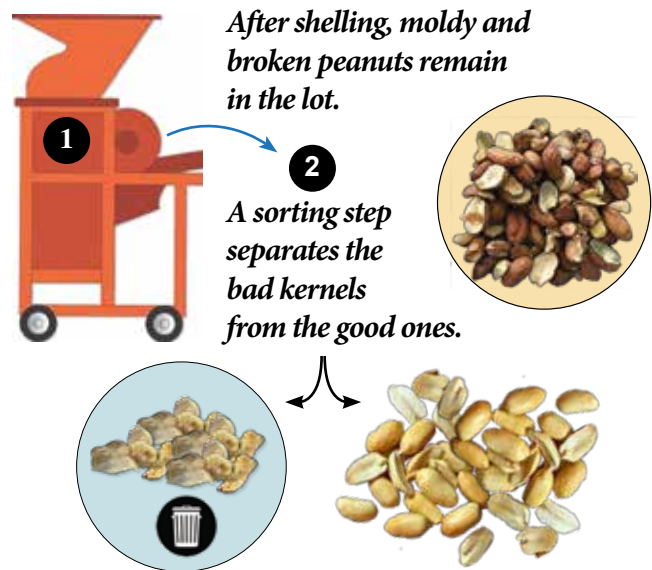 After shelling, moldy and
broken peanuts remain
in the lot.
1
2
A sorting step
separates the
bad kernels
from the good ones.